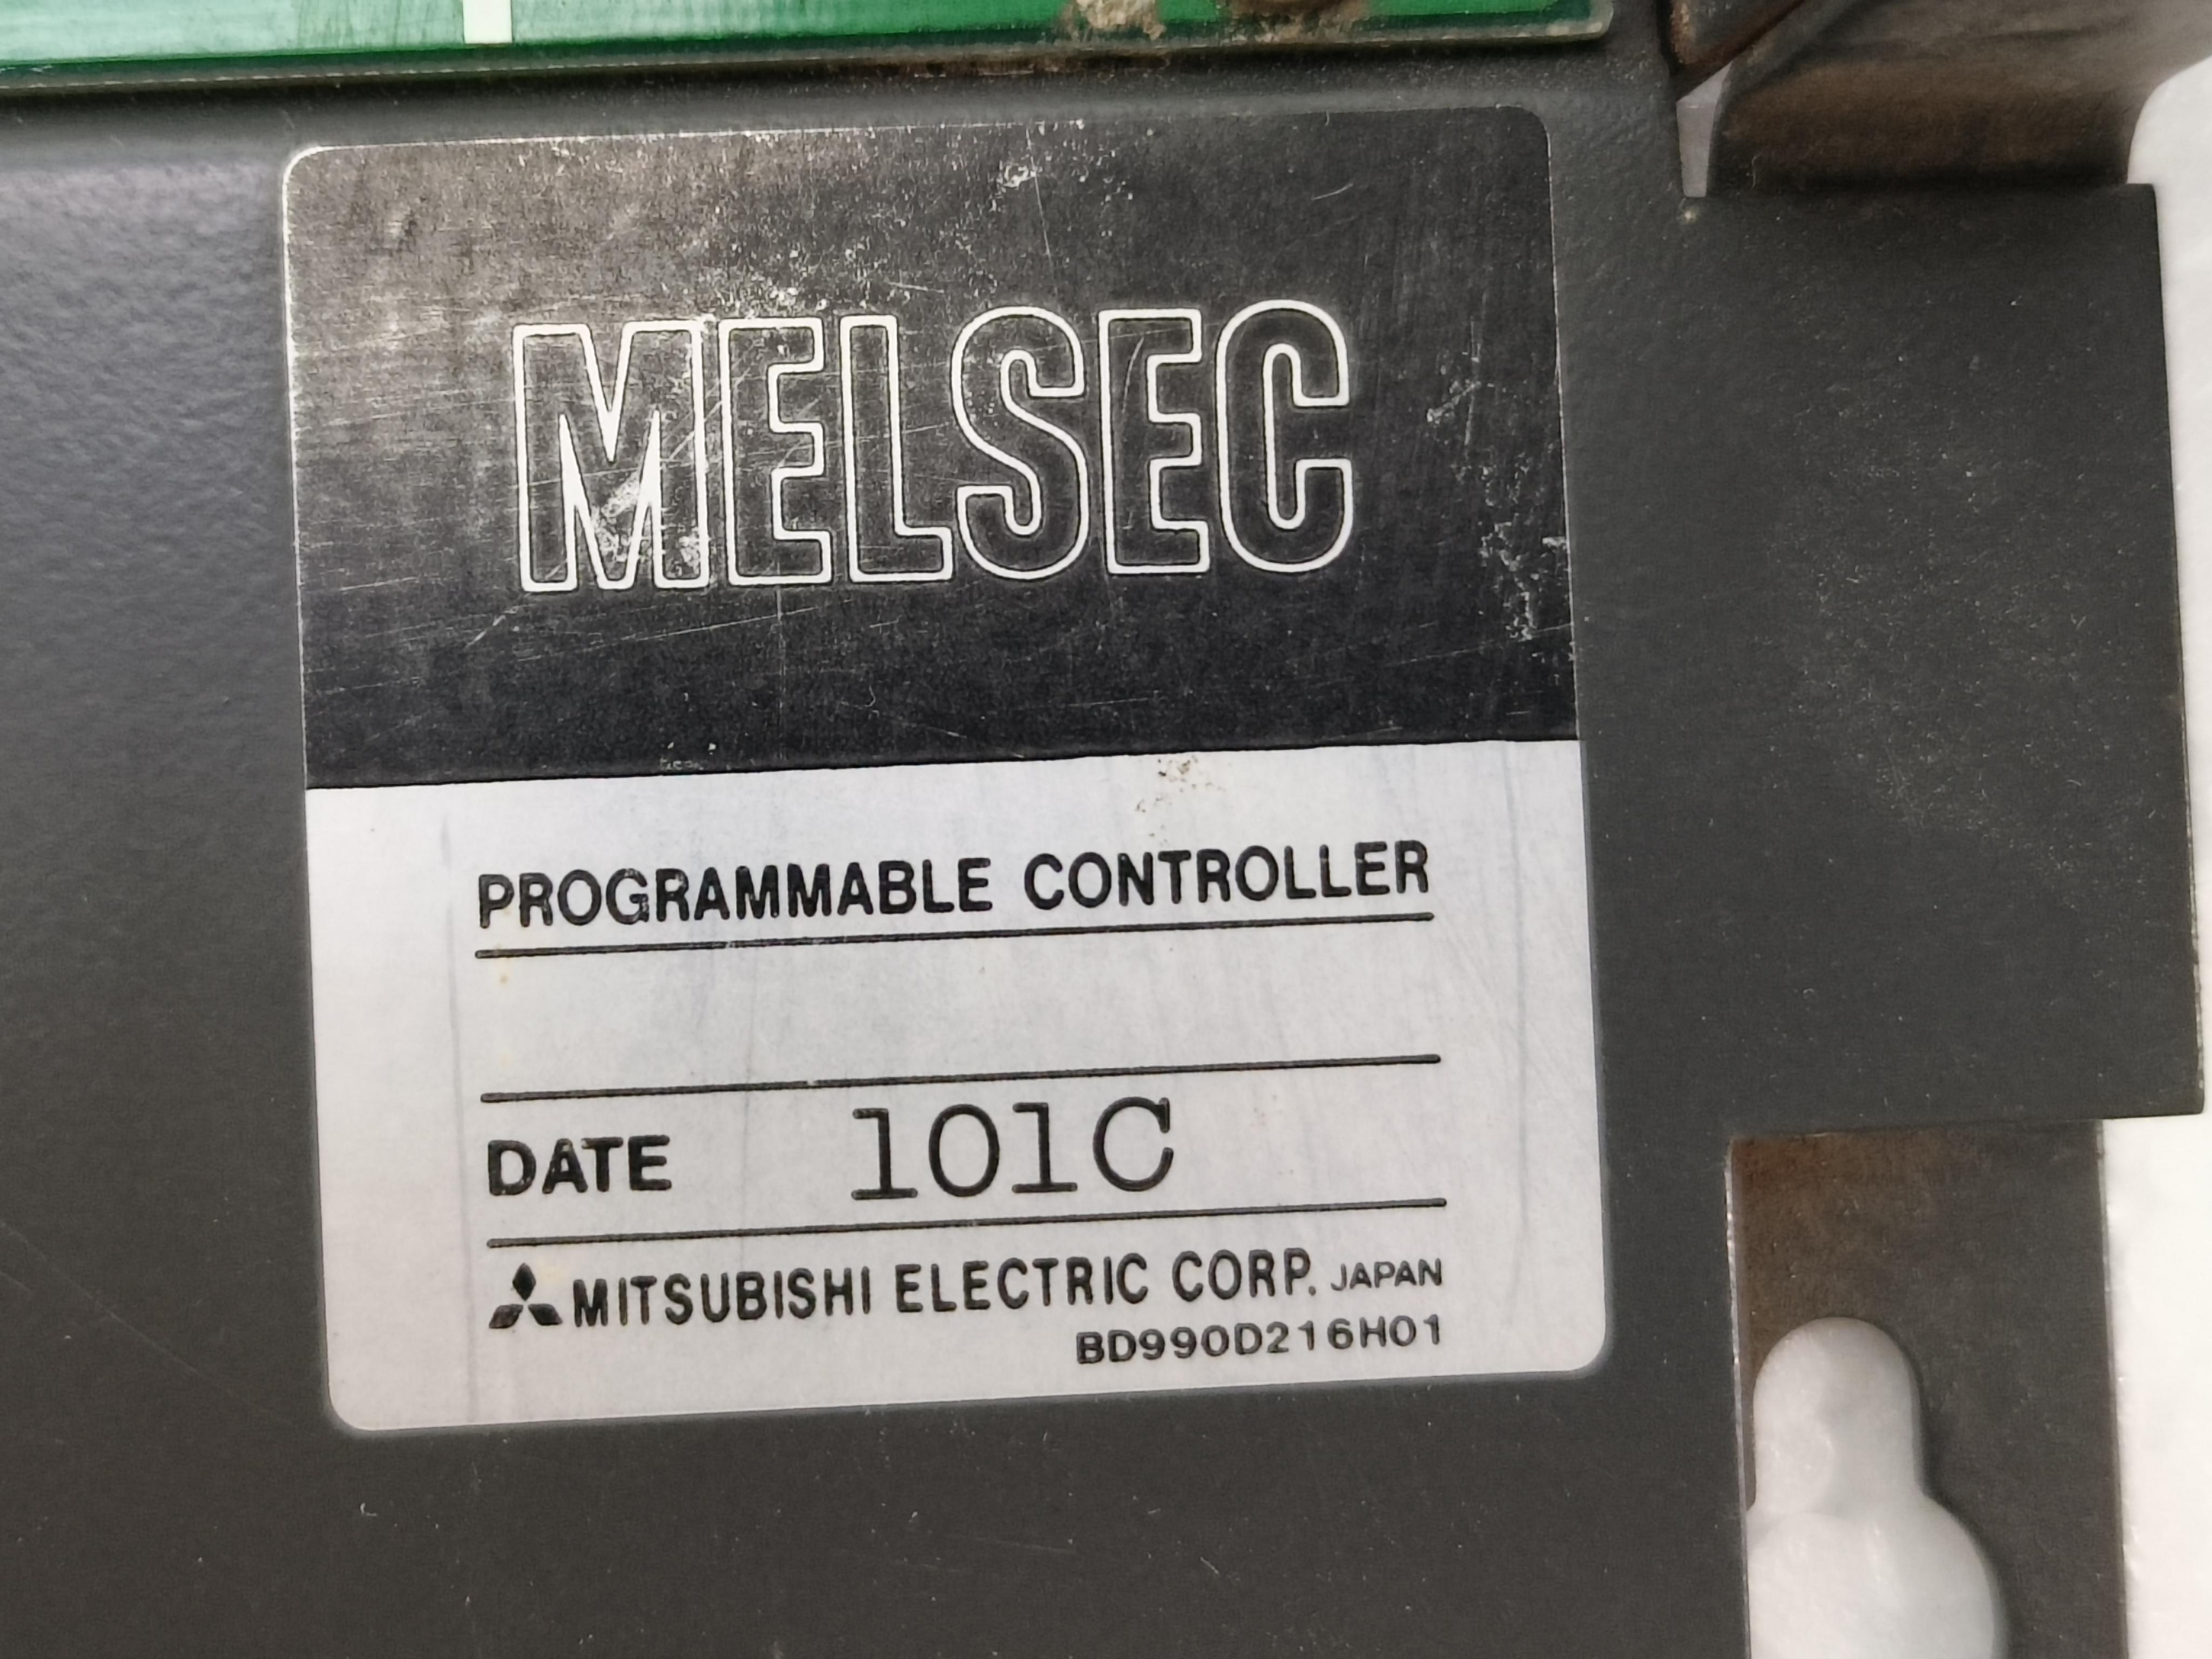 MELSEC
PROGRAMMABLE CONTROLLER
DATE 101C
MITSUBISHI ELECTRIC CORP. JAPAN
BD990D216H01